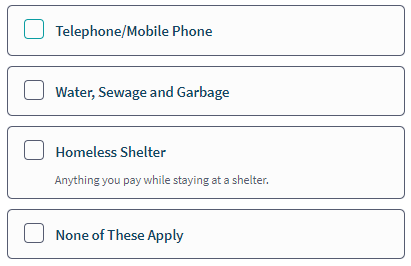 Telephone/Mobile Phone
Water, Sewage and Garbage
Homeless Shelter
Anything you pay while staying at a shelter.
None of These Apply